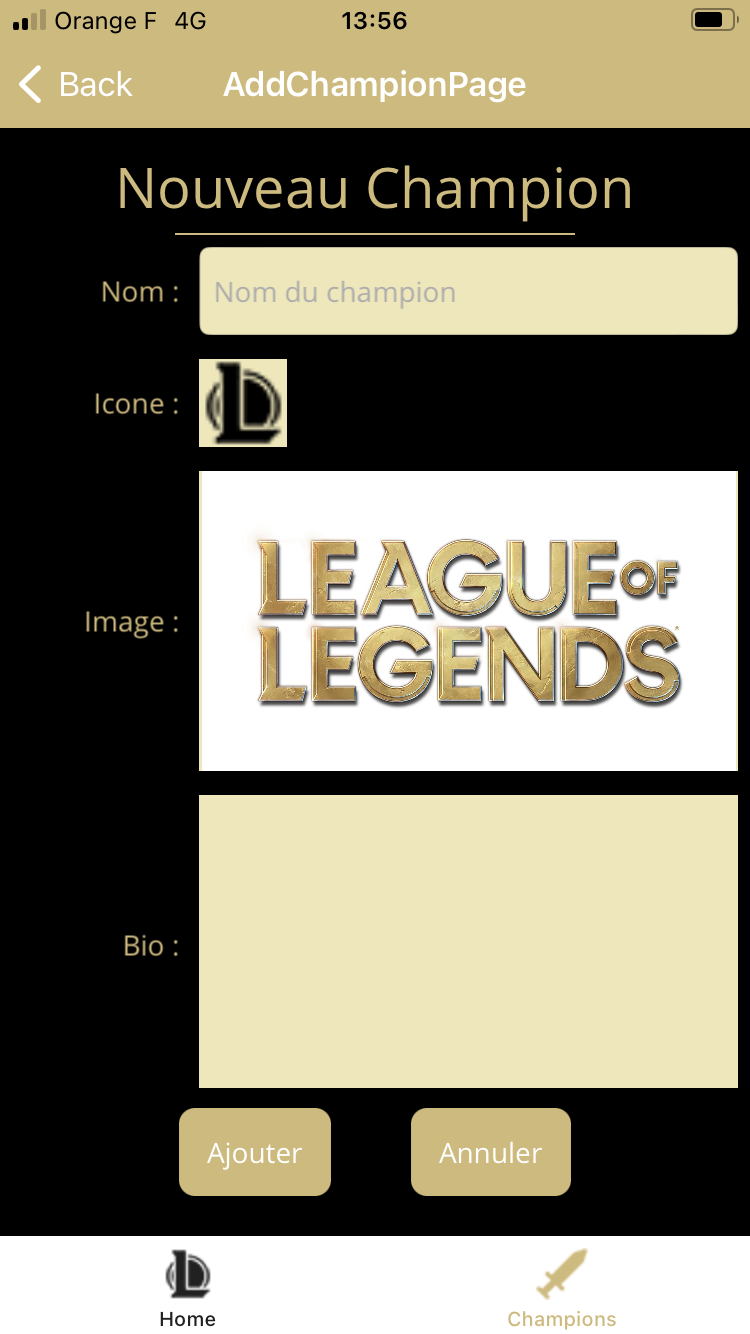 Orange F 4G 13:56
Back AddChampionPage
Nouveau Champion
Nom : Nom du champion
Icone :
Image :
LEAGUE OF
LEGENDS
Bio :
Ajouter Annuler
Home Champions